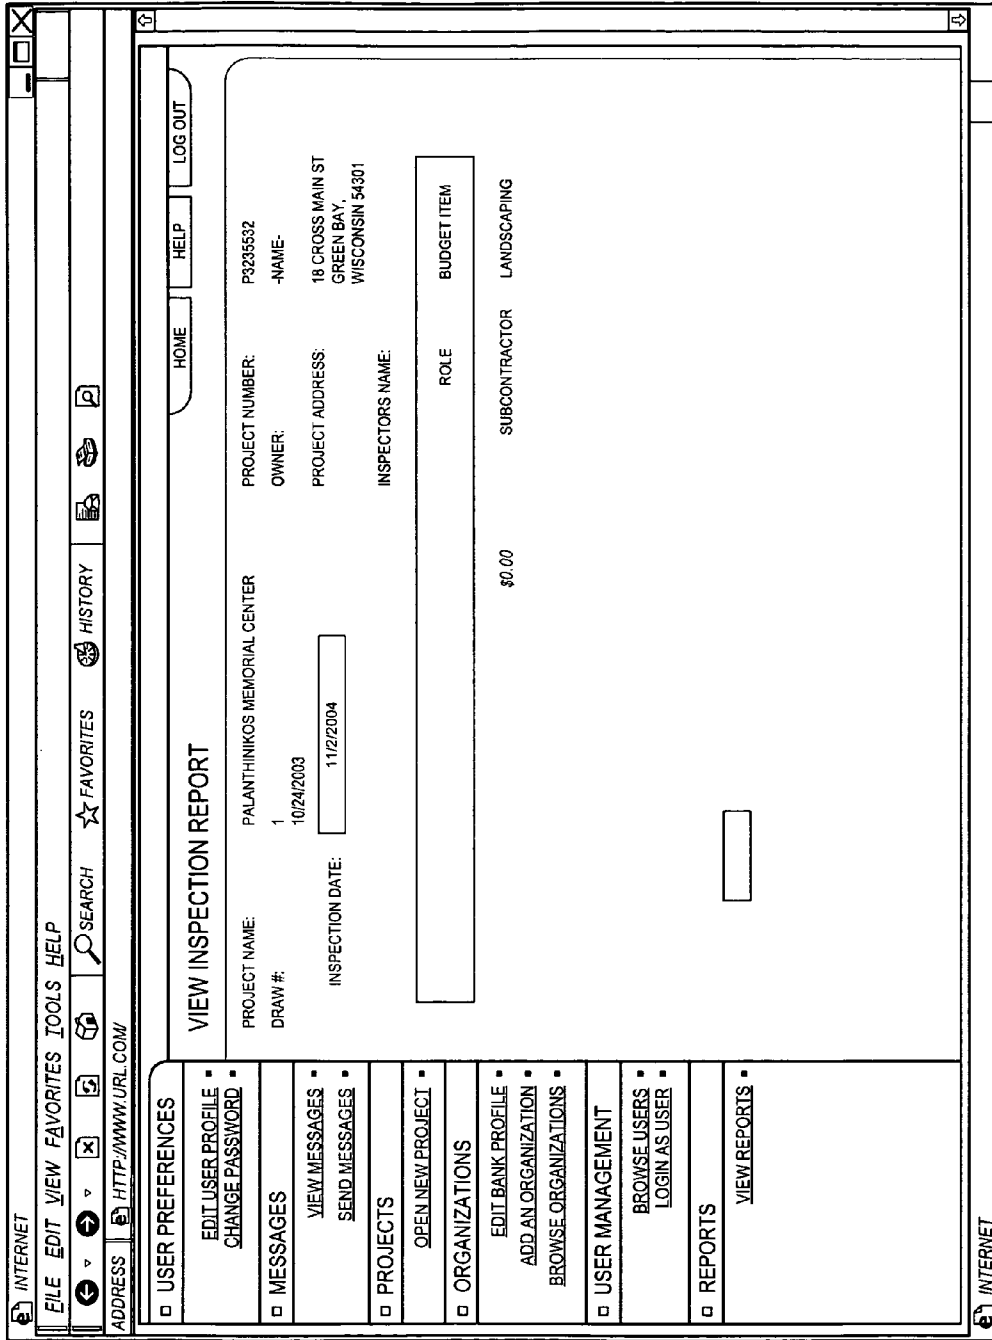 INTERNET
FILE EDIT VIEW FAVORITES TOOLS HELP
SEARCH FAVORITES HISTORY
ADDRESS HTTP://WWW.URL.COM/
HOME HELP LOG OUT
USER PREFERENCES
EDIT USER PROFILE
CHANGE PASSWORD
MESSAGES
VIEW MESSAGES
SEND MESSAGES
PROJECTS
OPEN NEW PROJECT
ORGANIZATIONS
EDIT BANK PROFILE
ADD AN ORGANIZATION
BROWSE ORGANIZATIONS
USER MANAGEMENT
BROWSE USERS
LOGIN AS USER
REPORTS
VIEW REPORTS
VIEW INSPECTION REPORT
PROJECT NAME: PALANTHINIKOS MEMORIAL CENTER PROJECT NUMBER: P3235532
DRAW #: 1 OWNER: -NAME-
10/24/2003
PROJECT ADDRESS: 18 CROSS MAIN ST
INSPECTION DATE: 11/2/2004 GREEN BAY,
WISCONSIN 54301
INSPECTORS NAME:
ROLE BUDGET ITEM
$0.00 SUBCONTRACTOR LANDSCAPING
INTERNET